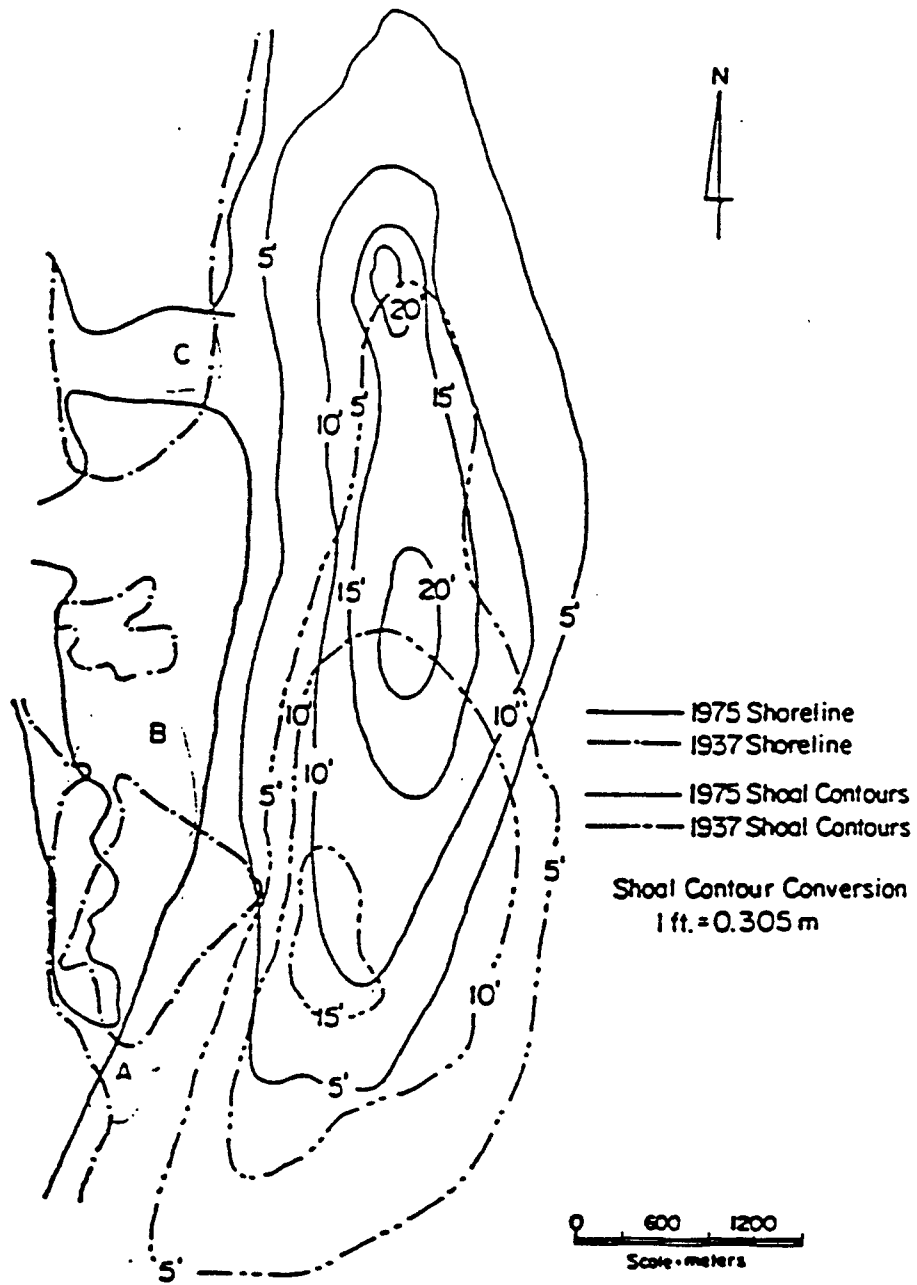 N
5'
20
C
15
5
10'
15'
20'
5'
10'
10'
B
10'
5'
1975 Shoreline
1937 Shoreline
1975 Shoal Contours
1937 Shoal Contours
5'
Shoal Contour Conversion
1 ft. = 0.305 m
10'
15'
A
5'
0 600 1200
Scale - meters
5'